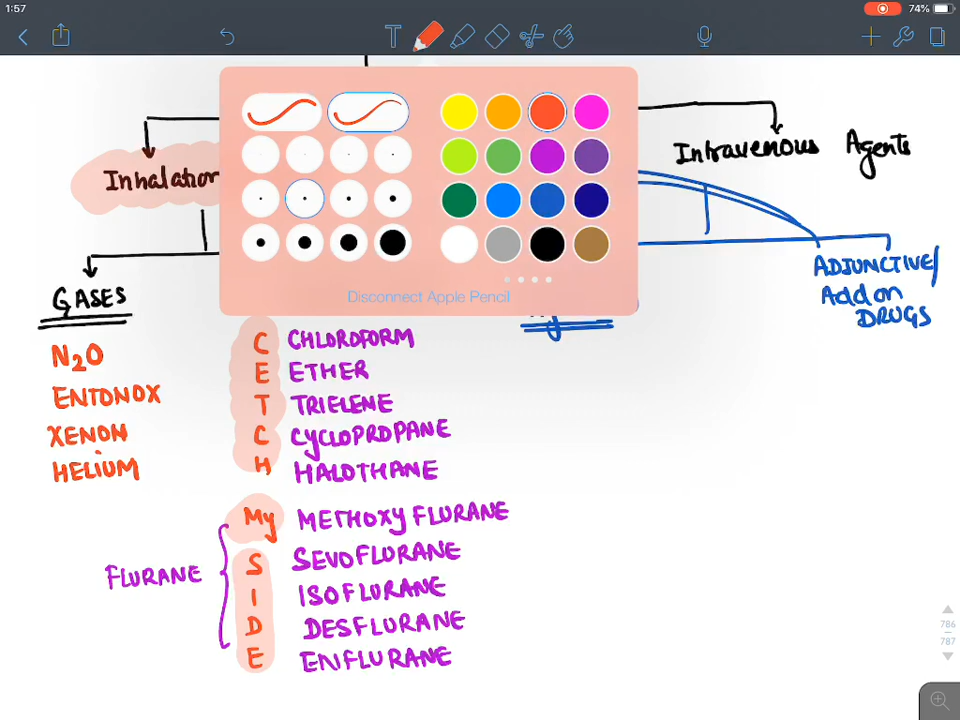 1:57
74%
T
Inhalation
Intravenous Agents
GASES
ADJUNCTIVE/
Add on
DRUGS
N2O
ENTONOX
XENON
HELIUM
Disconnect Apple Pencil
C CHLOROFORM
E ETHER
T TRIELENE
C CYCLOPROPANE
H HALOTHANE
My METHOXY FLURANE
S SEVOFLURANE
I ISOFLURANE
D DESFLURANE
E ENFLURANE
FLURANE
786
787